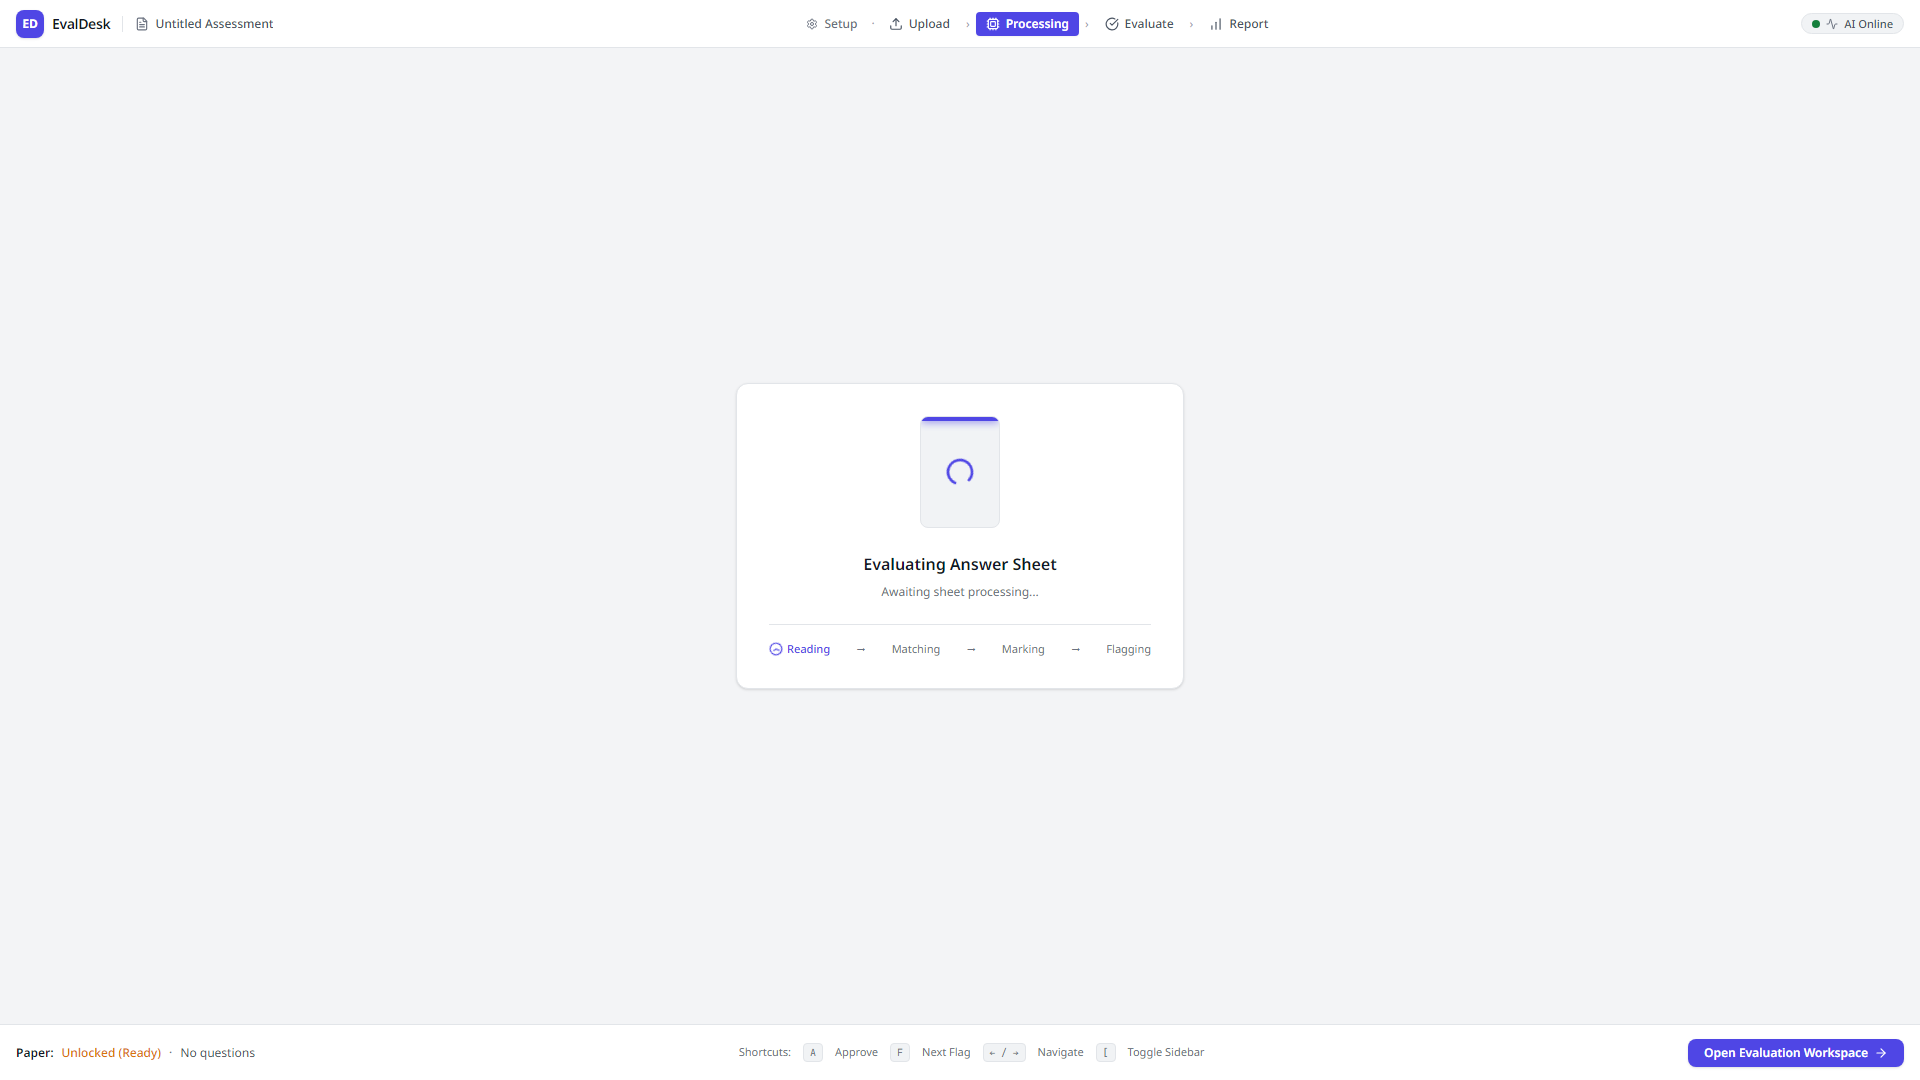 ED EvalDesk Untitled Assessment Setup · Upload › Processing › Evaluate › Report AI Online
Evaluating Answer Sheet
Awaiting sheet processing...
Reading → Matching → Marking → Flagging
Paper: Unlocked (Ready) · No questions Shortcuts: A Approve F Next Flag ← / → Navigate [ Toggle Sidebar Open Evaluation Workspace →